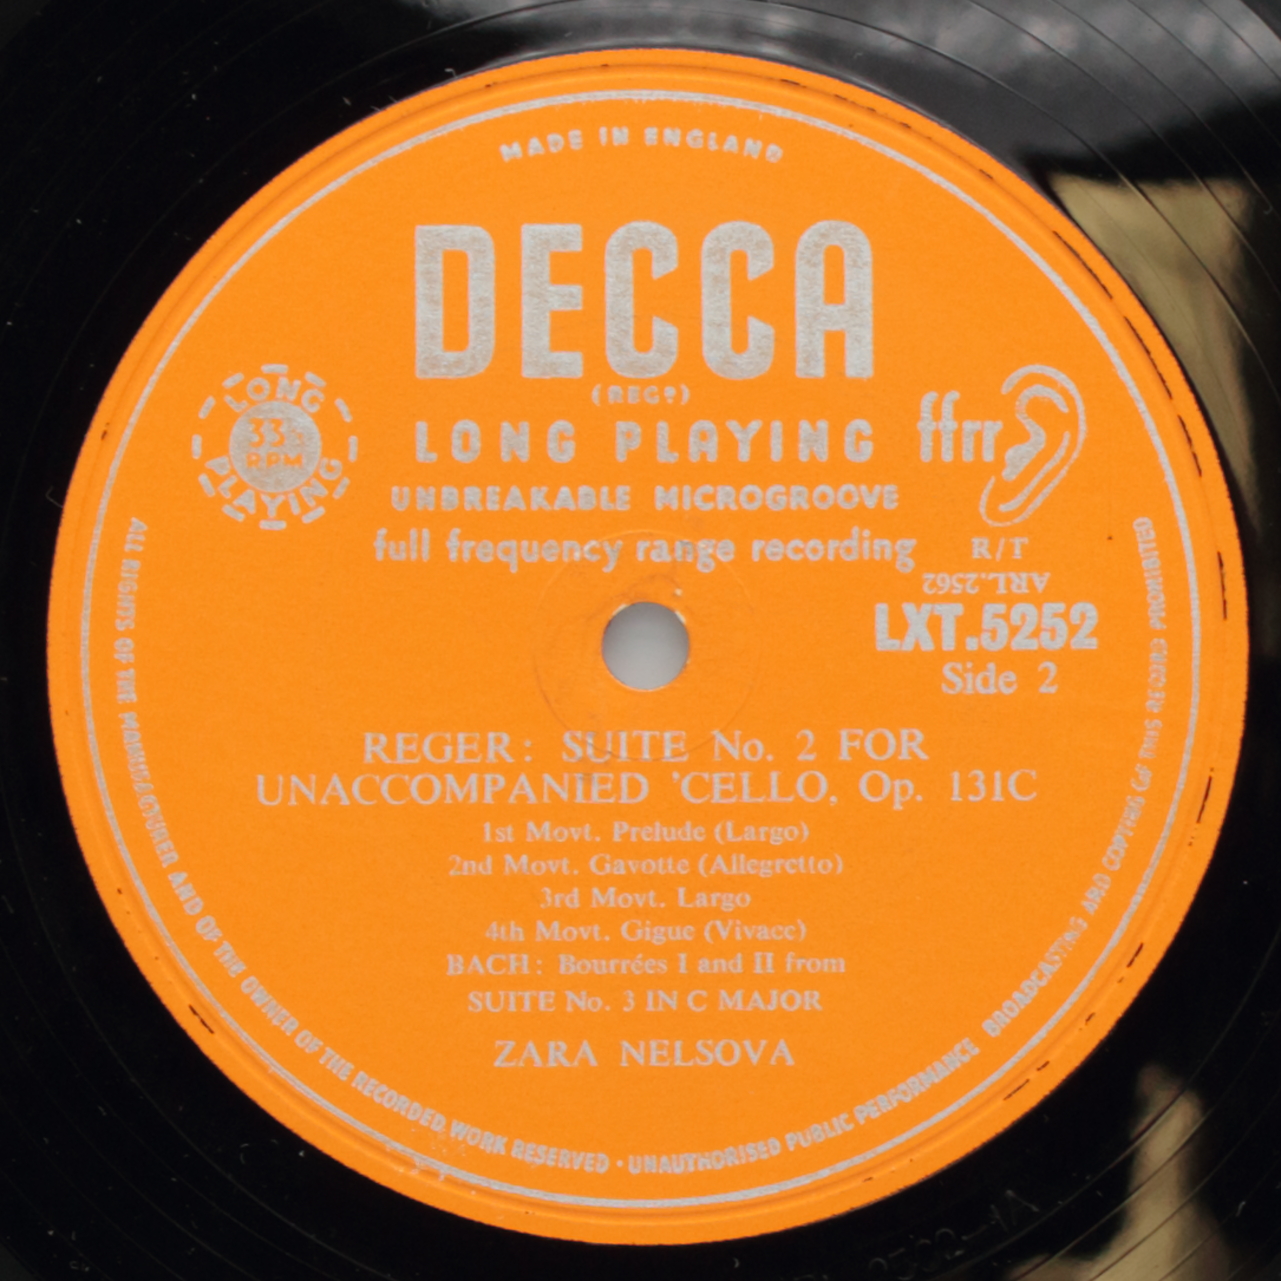 MADE IN ENGLAND
DECCA
(REGD)
LONG PLAYING
UNBREAKABLE MICROGROOVE
full frequency range recording
LONG
33⅓
RPM
PLAYING
ffrr
R/T
ARL.2562
LXT.5252
Side 2
REGER: SUITE No. 2 FOR
UNACCOMPANIED 'CELLO, Op. 131C
1st Movt. Prelude (Largo)
2nd Movt. Gavotte (Allegretto)
3rd Movt. Largo
4th Movt. Gigue (Vivace)
BACH: Bourrées I and II from
SUITE No. 3 IN C MAJOR
ZARA NELSOVA
ALL RIGHTS OF THE MANUFACTURER AND OF THE OWNER OF THE RECORDED WORK RESERVED · UNAUTHORISED PUBLIC PERFORMANCE BROADCASTING AND COPYING OF THIS RECORD PROHIBITED